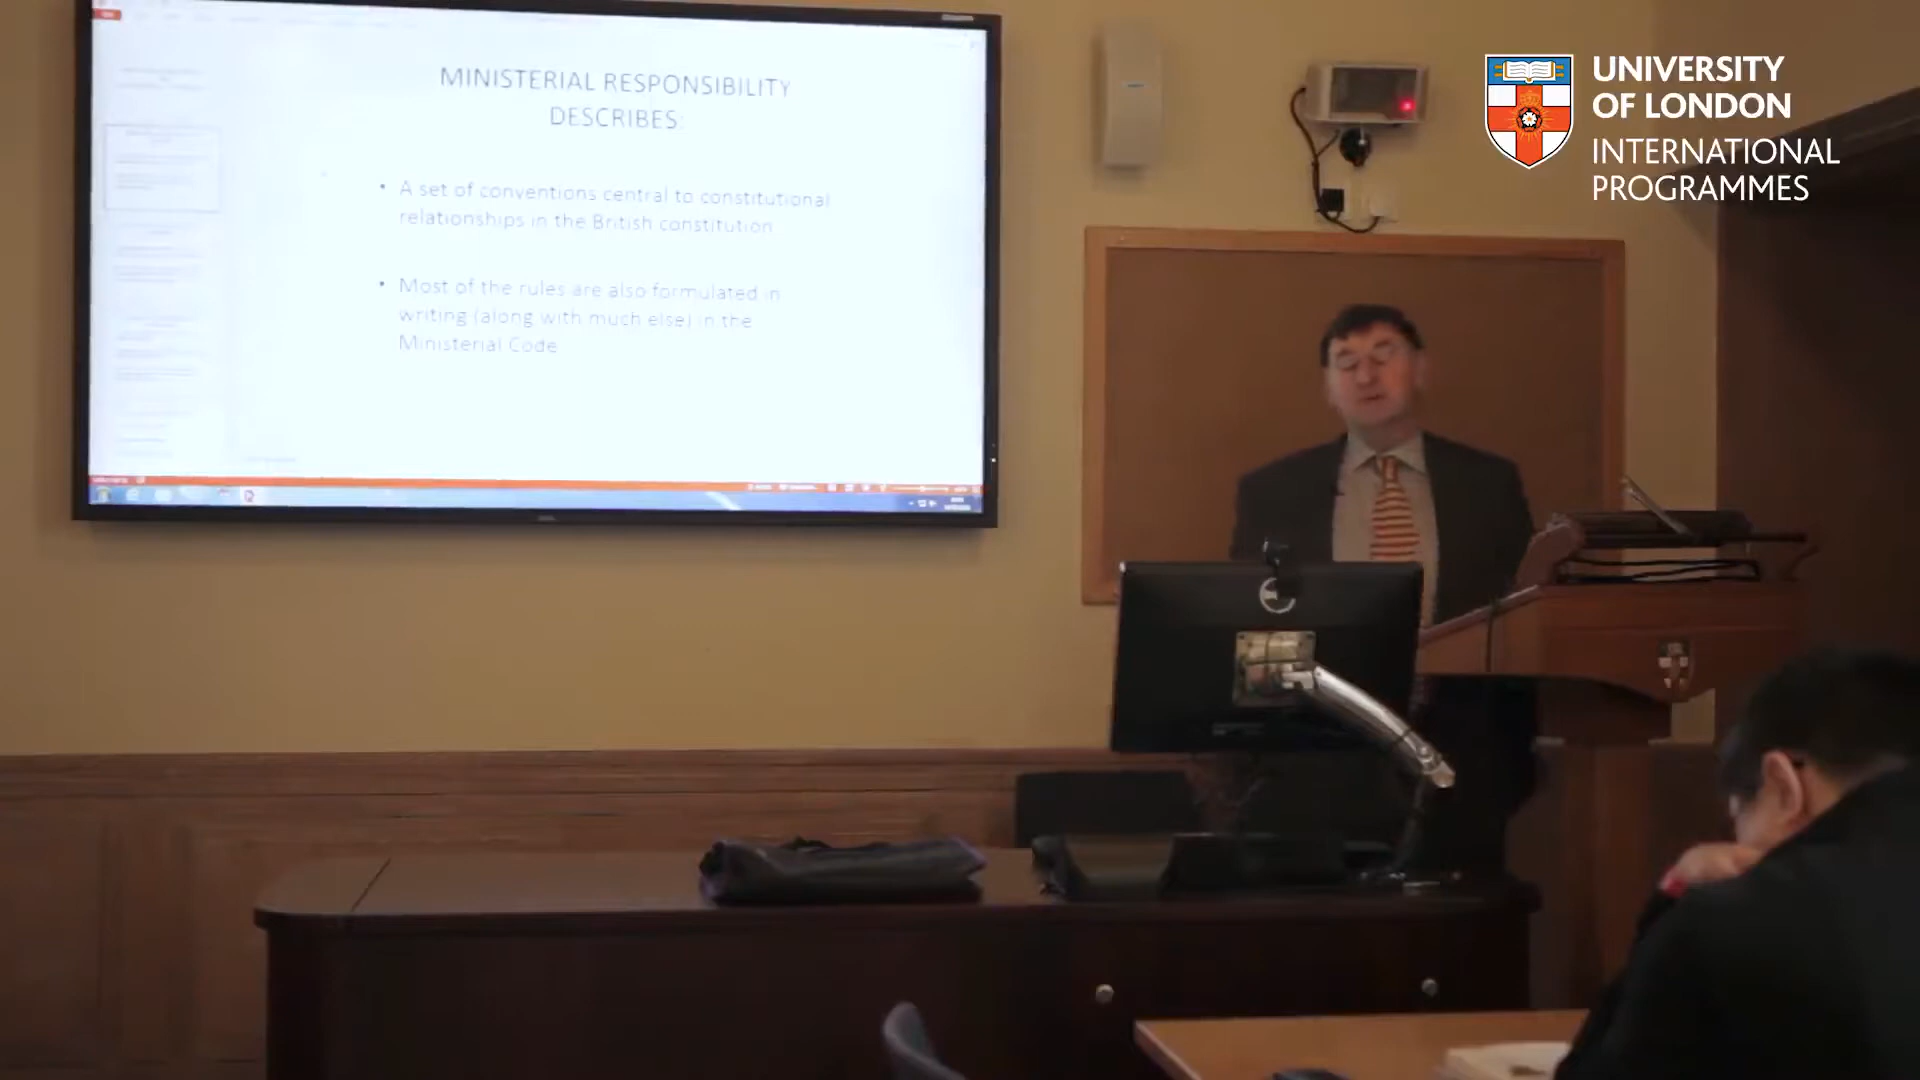 MINISTERIAL RESPONSIBILITY
DESCRIBES:
• A set of conventions central to constitutional
relationships in the British constitution
• Most of the rules are also formulated in
writing (along with much else) in the
Ministerial Code
UNIVERSITY
OF LONDON
INTERNATIONAL
PROGRAMMES